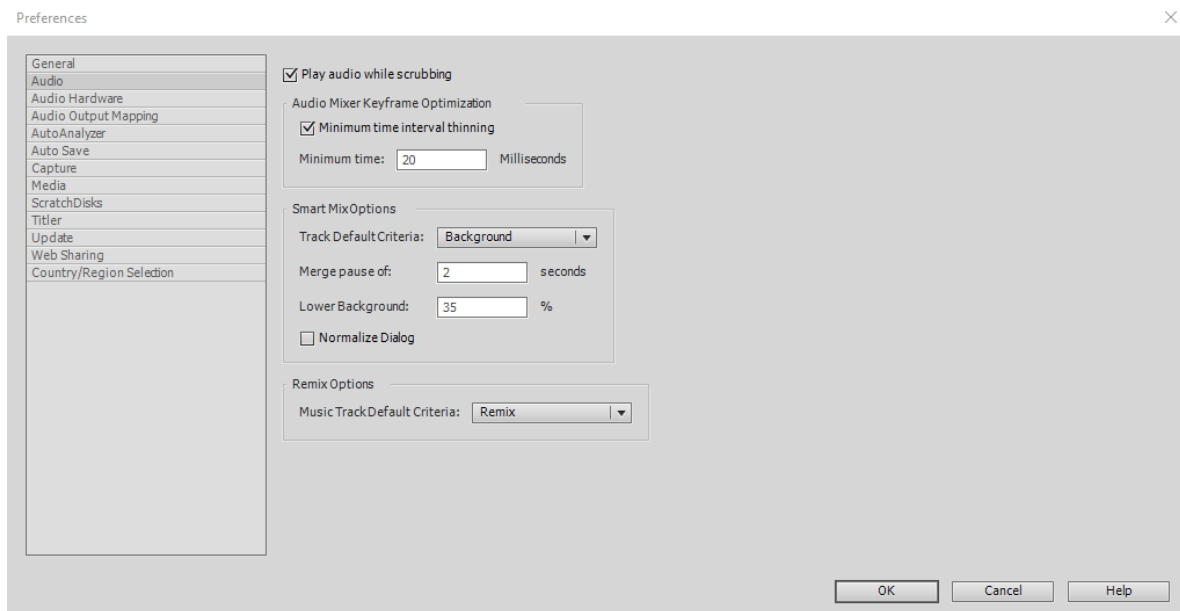 Preferences
General
Audio
Audio Hardware
Audio Output Mapping
AutoAnalyzer
Auto Save
Capture
Media
ScratchDisks
Titler
Update
Web Sharing
Country/Region Selection
Play audio while scrubbing
Audio Mixer Keyframe Optimization
Minimum time interval thinning
Minimum time: 20 Milliseconds
Smart Mix Options
Track Default Criteria: Background
Merge pause of: 2 seconds
Lower Background: 35 %
Normalize Dialog
Remix Options
Music Track Default Criteria: Remix
OK Cancel Help